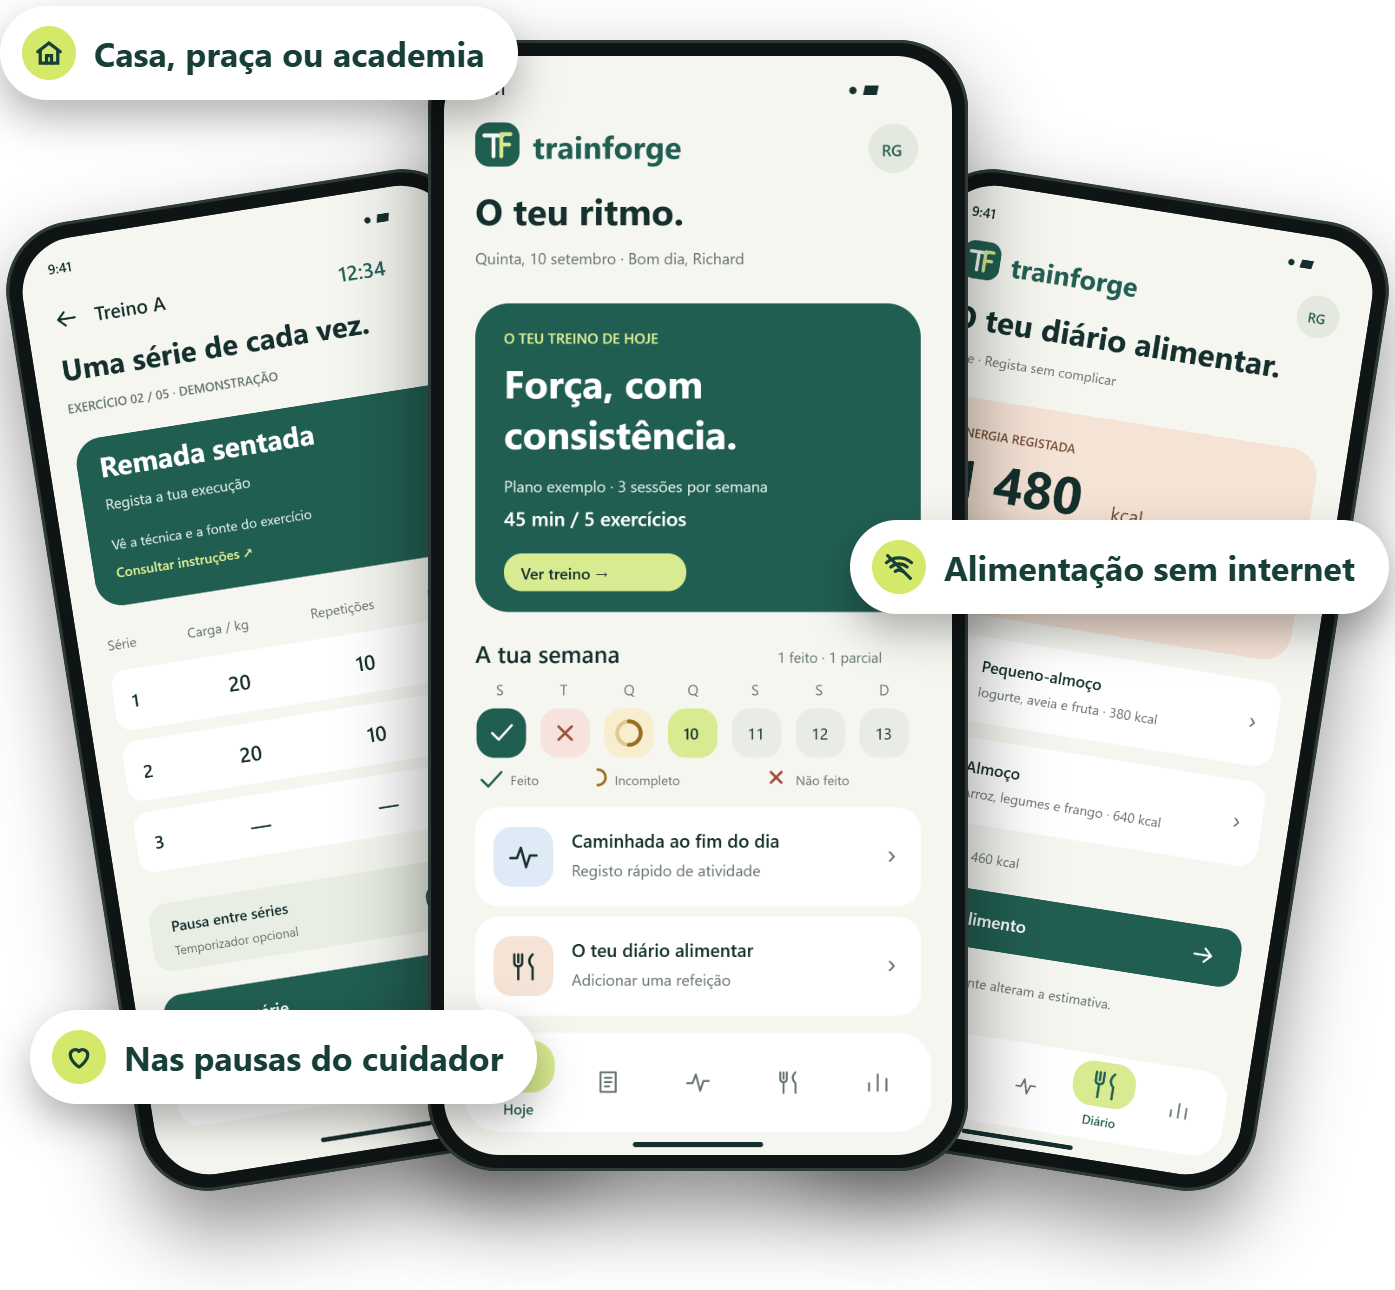 Casa, praça ou academia
9:41
12:34
← Treino A
Uma série de cada vez.
EXERCÍCIO 02 / 05 · DEMONSTRAÇÃO
Remada sentada
Regista a tua execução
Vê a técnica e a fonte do exercício
Consultar instruções ↗
Série Carga / kg Repetições
1 20 10
2 20 10
3 — —
Pausa entre séries
Temporizador opcional
Nas pausas do cuidador
TF trainforge
RG
O teu ritmo.
Quinta, 10 setembro · Bom dia, Richard
O TEU TREINO DE HOJE
Força, com
consistência.
Plano exemplo · 3 sessões por semana
45 min / 5 exercícios
Ver treino →
A tua semana
1 feito · 1 parcial
S T Q Q S S D
10 11 12 13
Feito Incompleto Não feito
Caminhada ao fim do dia
Registo rápido de atividade
O teu diário alimentar
Adicionar uma refeição
Hoje
9:41
TF trainforge
RG
O teu diário alimentar.
· Regista sem complicar
REGISTADA
480
kcal
Alimentação sem internet
Pequeno-almoço
Iogurte, aveia e fruta · 380 kcal
Almoço
Arroz, legumes e frango · 640 kcal
460 kcal
alteram a estimativa.
Diário